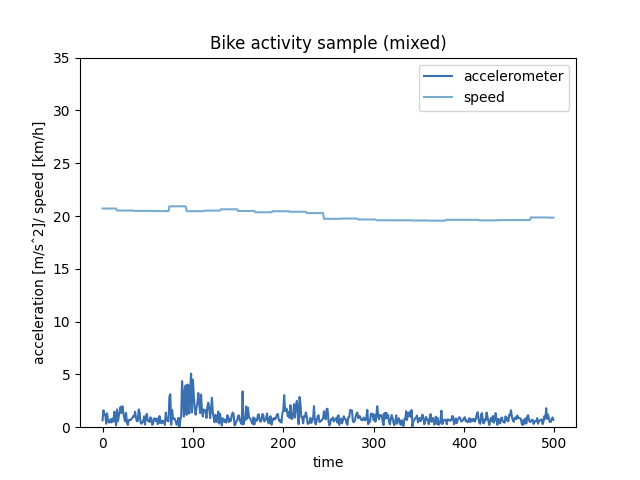 Bike activity sample (mixed)
accelerometer
speed
acceleration [m/s^2]/ speed [km/h]
35
30
25
20
15
10
5
0
0 100 200 300 400 500
time